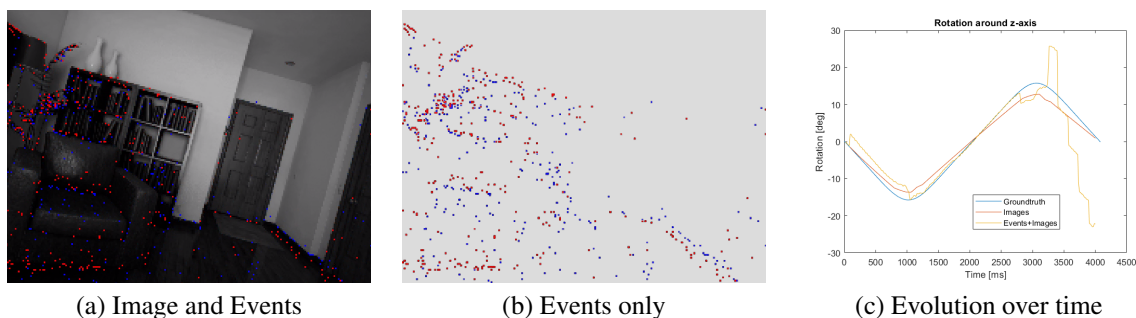 Rotation around z-axis
30
20
10
0
-10
-20
-30
Rotation [deg]
Groundtruth
Images
Events+Images
0 500 1000 1500 2000 2500 3000 3500 4000 4500
Time [ms]
(a) Image and Events
(b) Events only
(c) Evolution over time